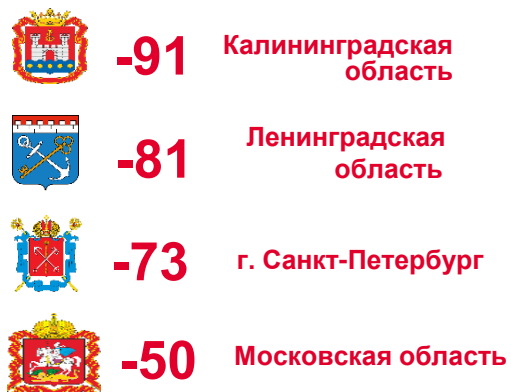 -91
Калининградская
область
-81
Ленинградская
область
-73
г. Санкт-Петербург
-50
Московская область